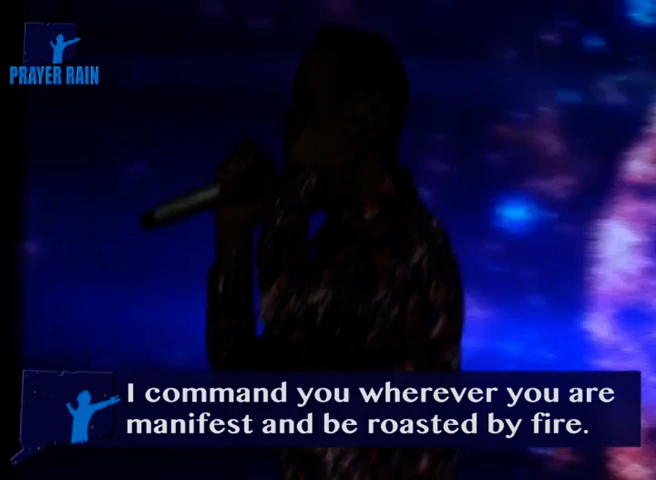 PRAYER RAIN
I command you wherever you are
manifest and be roasted by fire.